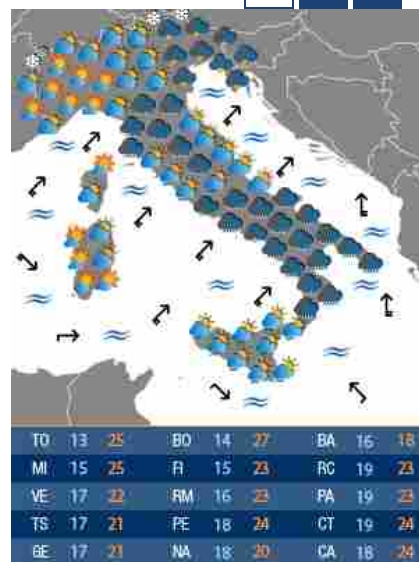 TO 13 25 BO 14 27 BA 16 18
MI 15 25 FI 15 23 RC 19 23
VE 17 22 RM 16 23 PA 19 23
TS 17 21 PE 18 24 CT 19 24
GE 17 21 NA 18 20 CA 18 24